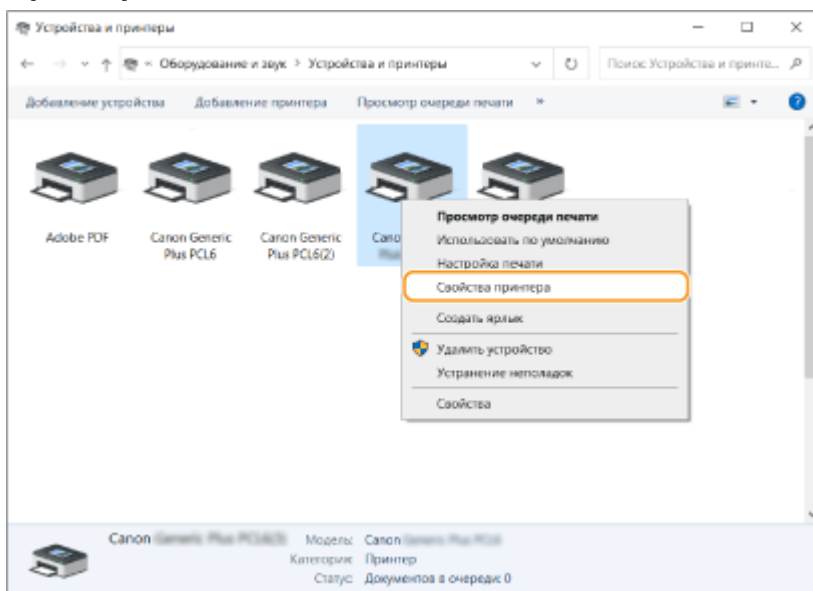 Устройства и принтеры
« Оборудование и звук > Устройства и принтеры
Поиск: Устройства и принте...
Добавление устройства Добавление принтера Просмотр очереди печати »
Adobe PDF
Canon Generic
Plus PCL6
Canon Generic
Plus PCL6(2)
Cano
Просмотр очереди печати
Использовать по умолчанию
Настройка печати
Свойства принтера
Создать ярлык
Удалить устройство
Устранение неполадок
Свойства
Canon
Модель: Canon
Категория: Принтер
Статус: Документов в очереди: 0